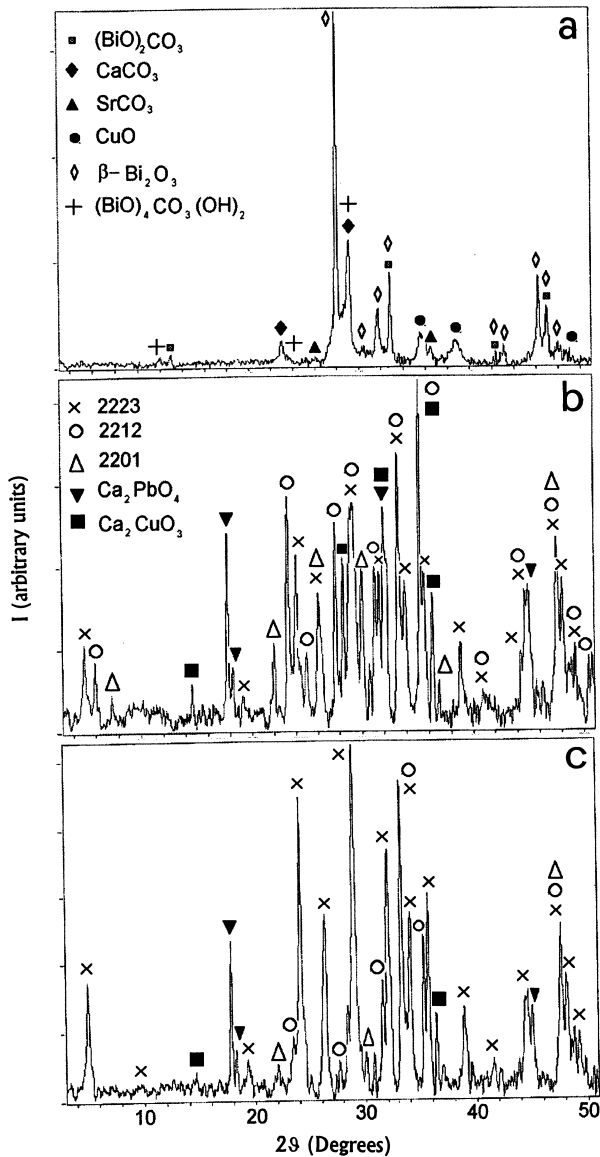 a
(BiO)₂CO₃
CaCO₃
SrCO₃
CuO
β–Bi₂O₃
(BiO)₄CO₃(OH)₂
b
2223
2212
2201
Ca₂PbO₄
Ca₂CuO₃
I (arbitrary units)
c
10 20 30 40 50
2ϑ (Degrees)